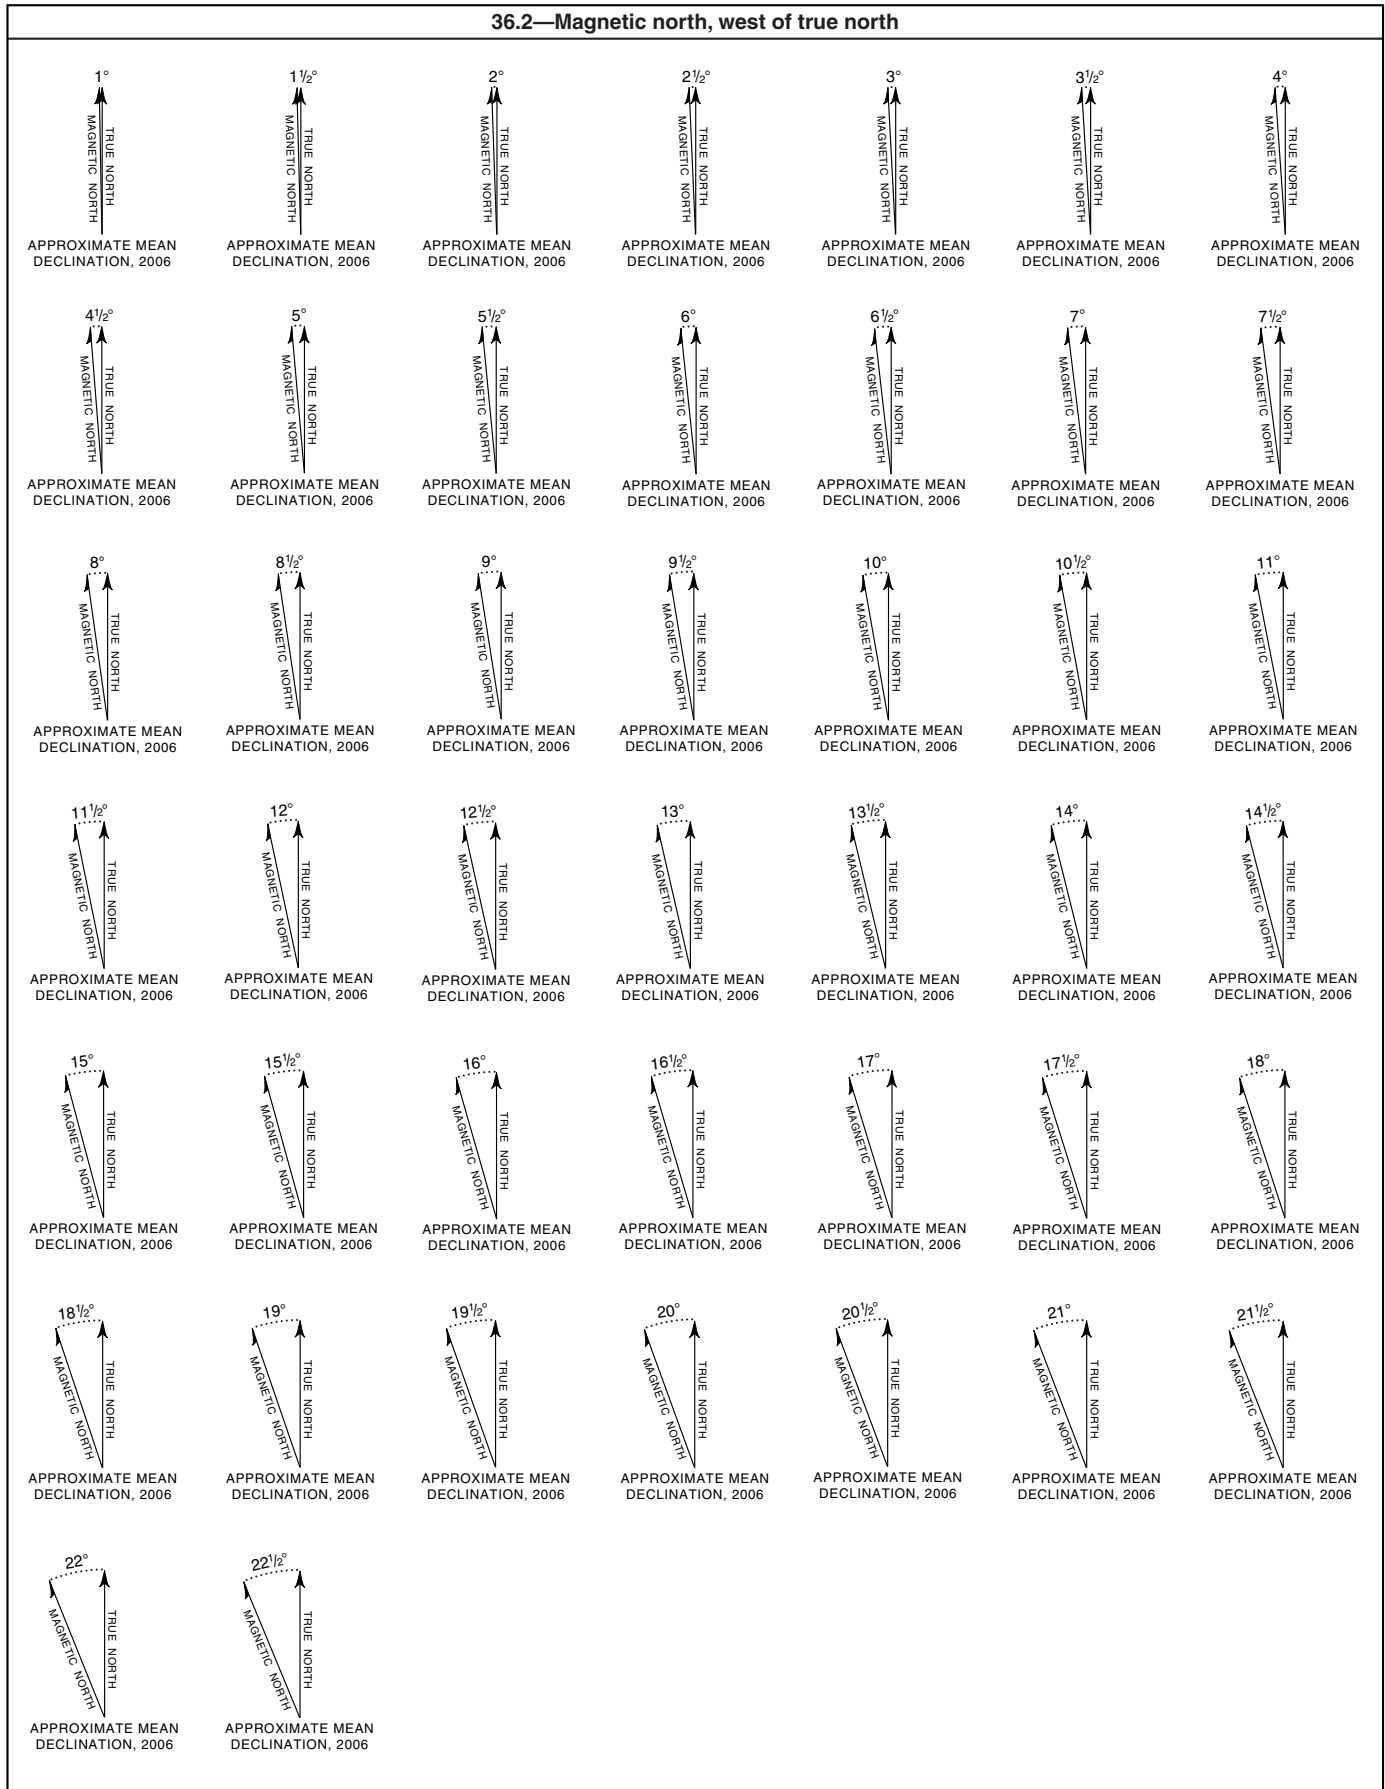 36.2—Magnetic north, west of true north
1° 1½° 2° 2½° 3° 3½° 4°
MAGNETIC NORTH TRUE NORTH MAGNETIC NORTH TRUE NORTH MAGNETIC NORTH TRUE NORTH MAGNETIC NORTH TRUE NORTH MAGNETIC NORTH TRUE NORTH MAGNETIC NORTH TRUE NORTH MAGNETIC NORTH TRUE NORTH
APPROXIMATE MEAN APPROXIMATE MEAN APPROXIMATE MEAN APPROXIMATE MEAN APPROXIMATE MEAN APPROXIMATE MEAN APPROXIMATE MEAN
DECLINATION, 2006 DECLINATION, 2006 DECLINATION, 2006 DECLINATION, 2006 DECLINATION, 2006 DECLINATION, 2006 DECLINATION, 2006
4½° 5° 5½° 6° 6½° 7° 7½°
MAGNETIC NORTH TRUE NORTH MAGNETIC NORTH TRUE NORTH MAGNETIC NORTH TRUE NORTH MAGNETIC NORTH TRUE NORTH MAGNETIC NORTH TRUE NORTH MAGNETIC NORTH TRUE NORTH MAGNETIC NORTH TRUE NORTH
APPROXIMATE MEAN APPROXIMATE MEAN APPROXIMATE MEAN APPROXIMATE MEAN APPROXIMATE MEAN APPROXIMATE MEAN APPROXIMATE MEAN
DECLINATION, 2006 DECLINATION, 2006 DECLINATION, 2006 DECLINATION, 2006 DECLINATION, 2006 DECLINATION, 2006 DECLINATION, 2006
8° 8½° 9° 9½° 10° 10½° 11°
MAGNETIC NORTH TRUE NORTH MAGNETIC NORTH TRUE NORTH MAGNETIC NORTH TRUE NORTH MAGNETIC NORTH TRUE NORTH MAGNETIC NORTH TRUE NORTH MAGNETIC NORTH TRUE NORTH MAGNETIC NORTH TRUE NORTH
APPROXIMATE MEAN APPROXIMATE MEAN APPROXIMATE MEAN APPROXIMATE MEAN APPROXIMATE MEAN APPROXIMATE MEAN APPROXIMATE MEAN
DECLINATION, 2006 DECLINATION, 2006 DECLINATION, 2006 DECLINATION, 2006 DECLINATION, 2006 DECLINATION, 2006 DECLINATION, 2006
11½° 12° 12½° 13° 13½° 14° 14½°
MAGNETIC NORTH TRUE NORTH MAGNETIC NORTH TRUE NORTH MAGNETIC NORTH TRUE NORTH MAGNETIC NORTH TRUE NORTH MAGNETIC NORTH TRUE NORTH MAGNETIC NORTH TRUE NORTH MAGNETIC NORTH TRUE NORTH
APPROXIMATE MEAN APPROXIMATE MEAN APPROXIMATE MEAN APPROXIMATE MEAN APPROXIMATE MEAN APPROXIMATE MEAN APPROXIMATE MEAN
DECLINATION, 2006 DECLINATION, 2006 DECLINATION, 2006 DECLINATION, 2006 DECLINATION, 2006 DECLINATION, 2006 DECLINATION, 2006
15° 15½° 16° 16½° 17° 17½° 18°
MAGNETIC NORTH TRUE NORTH MAGNETIC NORTH TRUE NORTH MAGNETIC NORTH TRUE NORTH MAGNETIC NORTH TRUE NORTH MAGNETIC NORTH TRUE NORTH MAGNETIC NORTH TRUE NORTH MAGNETIC NORTH TRUE NORTH
APPROXIMATE MEAN APPROXIMATE MEAN APPROXIMATE MEAN APPROXIMATE MEAN APPROXIMATE MEAN APPROXIMATE MEAN APPROXIMATE MEAN
DECLINATION, 2006 DECLINATION, 2006 DECLINATION, 2006 DECLINATION, 2006 DECLINATION, 2006 DECLINATION, 2006 DECLINATION, 2006
18½° 19° 19½° 20° 20½° 21° 21½°
MAGNETIC NORTH TRUE NORTH MAGNETIC NORTH TRUE NORTH MAGNETIC NORTH TRUE NORTH MAGNETIC NORTH TRUE NORTH MAGNETIC NORTH TRUE NORTH MAGNETIC NORTH TRUE NORTH MAGNETIC NORTH TRUE NORTH
APPROXIMATE MEAN APPROXIMATE MEAN APPROXIMATE MEAN APPROXIMATE MEAN APPROXIMATE MEAN APPROXIMATE MEAN APPROXIMATE MEAN
DECLINATION, 2006 DECLINATION, 2006 DECLINATION, 2006 DECLINATION, 2006 DECLINATION, 2006 DECLINATION, 2006 DECLINATION, 2006
22° 22½°
MAGNETIC NORTH TRUE NORTH MAGNETIC NORTH TRUE NORTH
APPROXIMATE MEAN APPROXIMATE MEAN
DECLINATION, 2006 DECLINATION, 2006